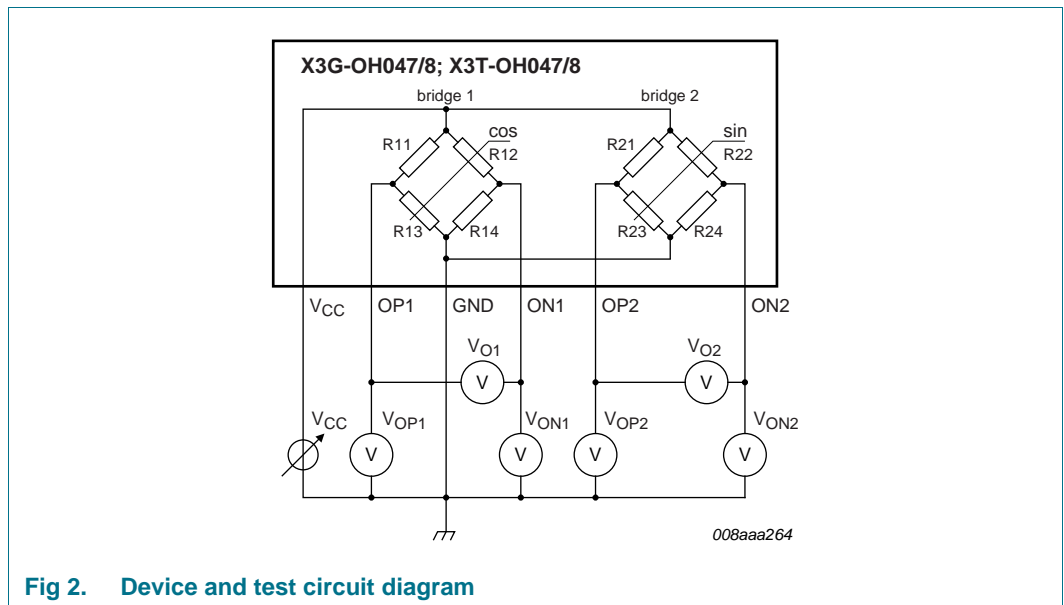 X3G-OH047/8; X3T-OH047/8
bridge 1
bridge 2
cos
sin
R11
R12
R21
R22
R13
R14
R23
R24
VCC
OP1
GND
ON1
OP2
ON2
VO1
VO2
V
V
VCC
VOP1
VON1
VOP2
VON2
V
V
V
V
008aaa264
Fig 2. Device and test circuit diagram